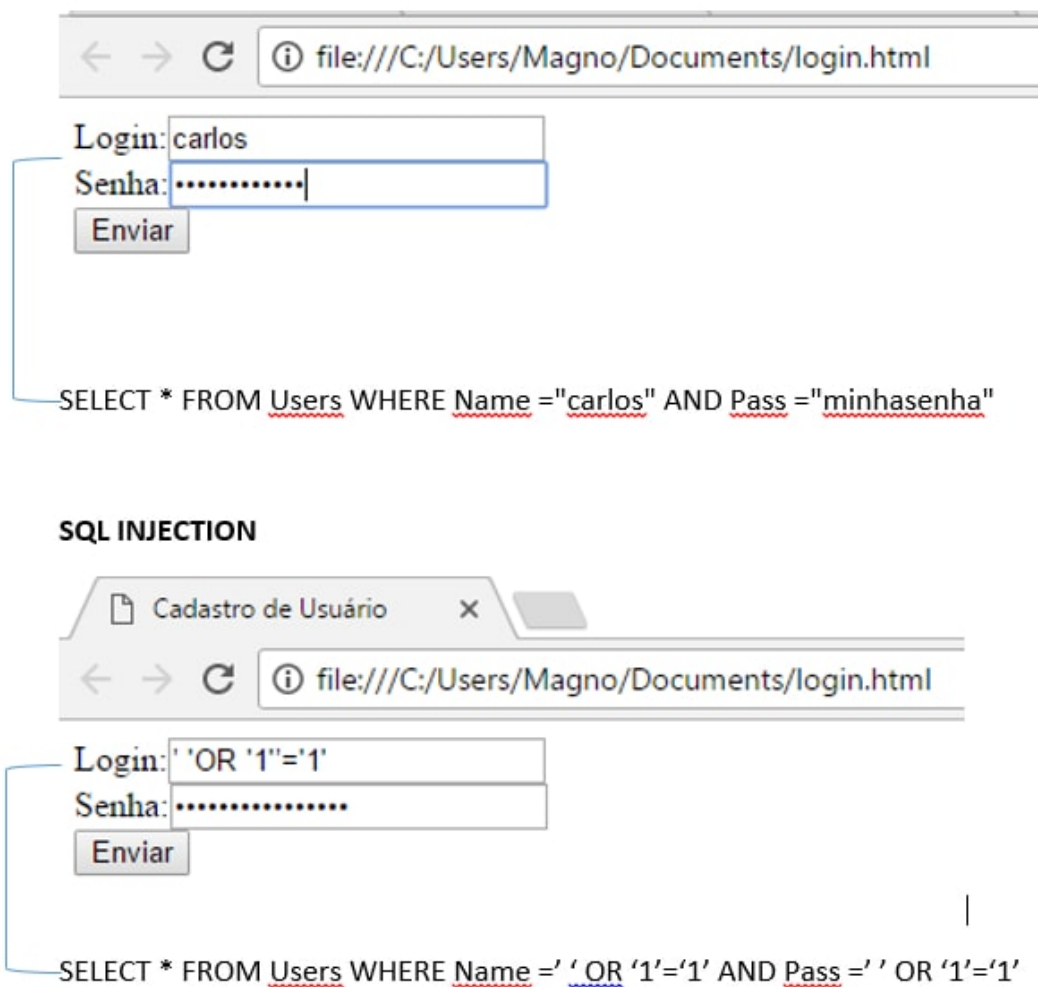 file:///C:/Users/Magno/Documents/login.html
Login: carlos
Senha: ••••••••••••
Enviar
SELECT * FROM Users WHERE Name ="carlos" AND Pass ="minhasenha"
SQL INJECTION
Cadastro de Usuário
file:///C:/Users/Magno/Documents/login.html
Login: ' 'OR '1''='1'
Senha: ••••••••••••••••
Enviar
SELECT * FROM Users WHERE Name =’ ‘ OR ‘1’=‘1’ AND Pass =’ ’ OR ‘1’=‘1’